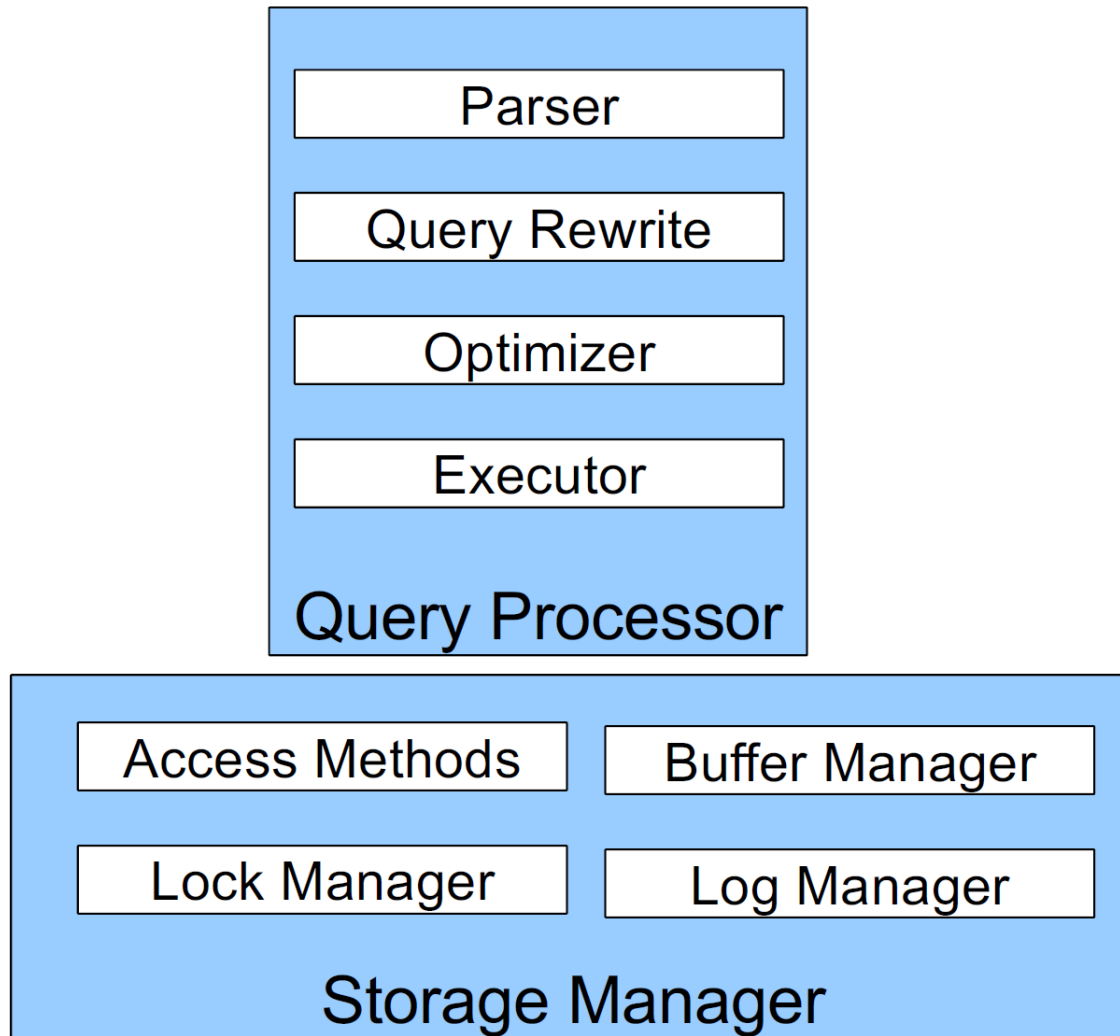 Parser
Query Rewrite
Optimizer
Executor
Query Processor
Access Methods
Buffer Manager
Lock Manager
Log Manager
Storage Manager